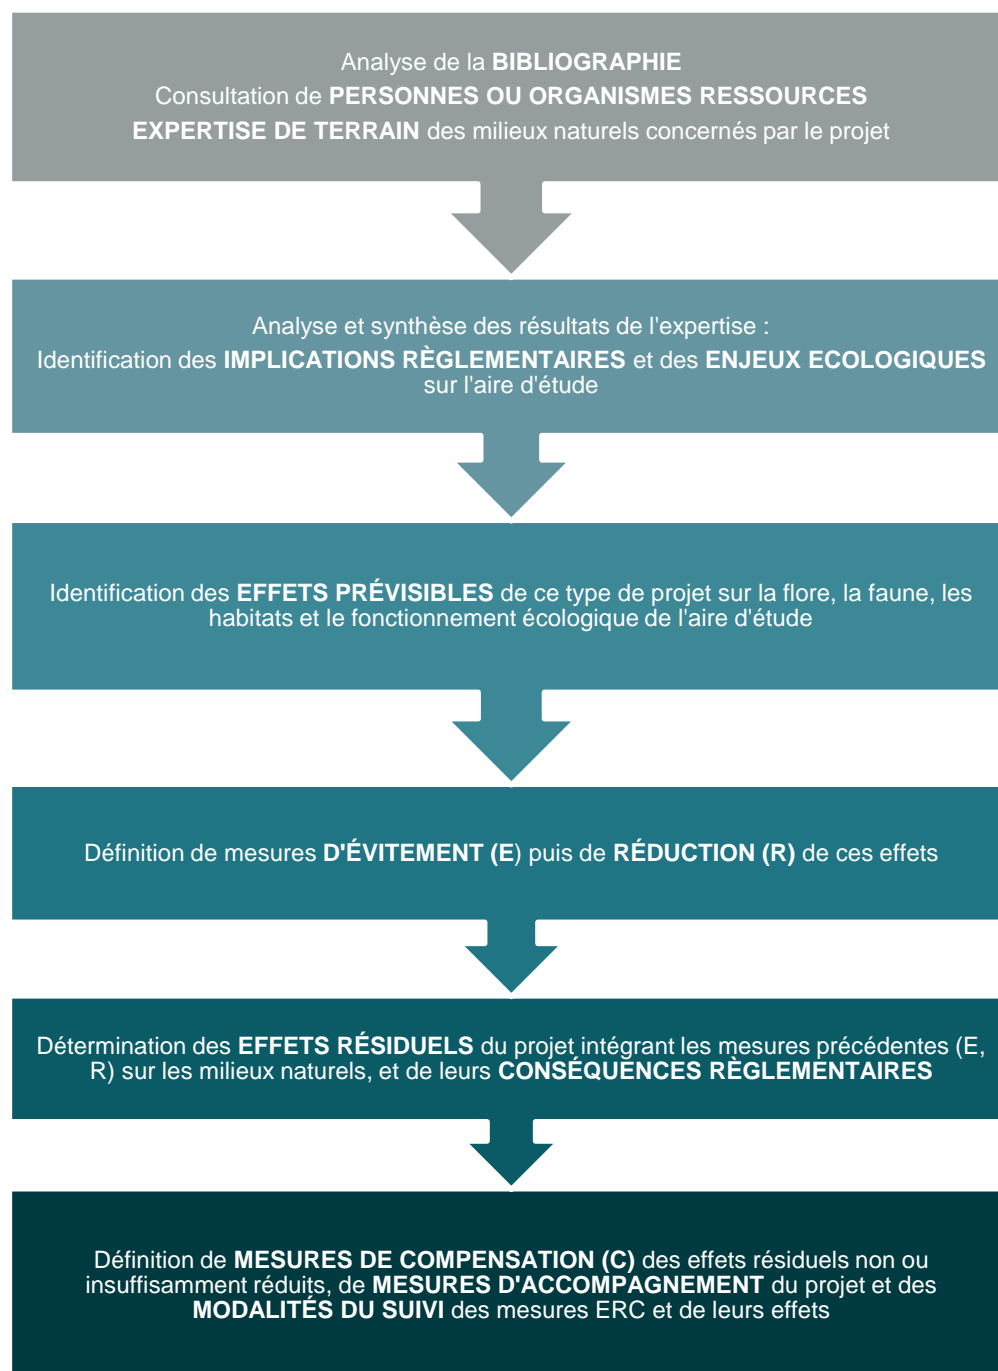 Analyse de la BIBLIOGRAPHIE
Consultation de PERSONNES OU ORGANISMES RESSOURCES
EXPERTISE DE TERRAIN des milieux naturels concernés par le projet
Analyse et synthèse des résultats de l'expertise :
Identification des IMPLICATIONS RÈGLEMENTAIRES et des ENJEUX ECOLOGIQUES
sur l'aire d'étude
Identification des EFFETS PRÉVISIBLES de ce type de projet sur la flore, la faune, les
habitats et le fonctionnement écologique de l'aire d'étude
Définition de mesures D'ÉVITEMENT (E) puis de RÉDUCTION (R) de ces effets
Détermination des EFFETS RÉSIDUELS du projet intégrant les mesures précédentes (E,
R) sur les milieux naturels, et de leurs CONSÉQUENCES RÈGLEMENTAIRES
Définition de MESURES DE COMPENSATION (C) des effets résiduels non ou
insuffisamment réduits, de MESURES D'ACCOMPAGNEMENT du projet et des
MODALITÉS DU SUIVI des mesures ERC et de leurs effets